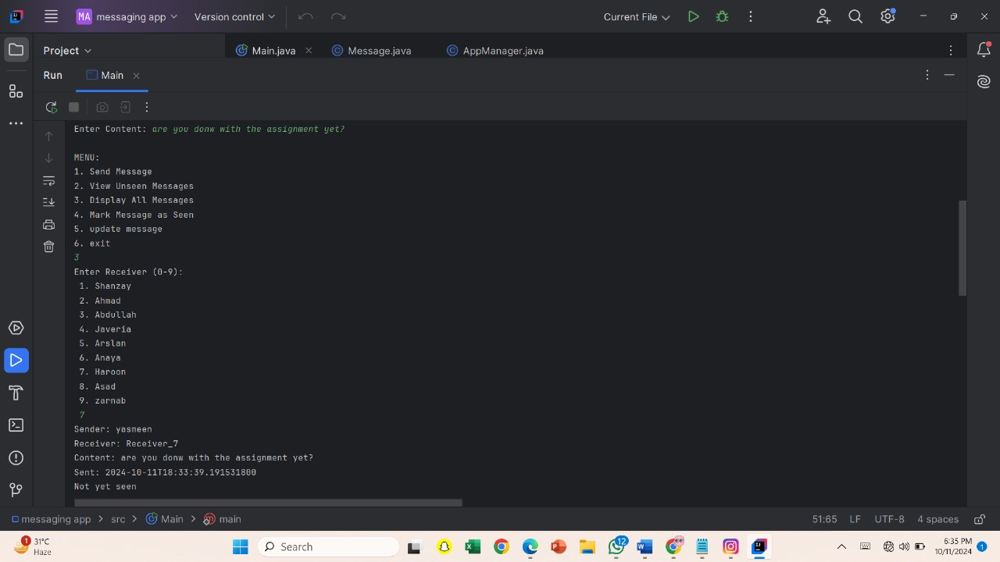 MA messaging app Version control Current File
Project Main.java Message.java AppManager.java
Run Main
Enter Content: are you donw with the assignment yet?
MENU:
1. Send Message
2. View Unseen Messages
3. Display All Messages
4. Mark Message as Seen
5. update message
6. exit
3
Enter Receiver (0-9):
1. Shanzay
2. Ahmad
3. Abdullah
4. Javeria
5. Arslan
6. Anaya
7. Haroon
8. Asad
9. zarnab
7
Sender: yasmeen
Receiver: Receiver_7
Content: are you donw with the assignment yet?
Sent: 2024-10-11T18:33:39.191531800
Not yet seen
messaging app > src > Main > main 51:65 LF UTF-8 4 spaces
1 31°C Search 12 6:35 PM 1
Haze 10/11/2024